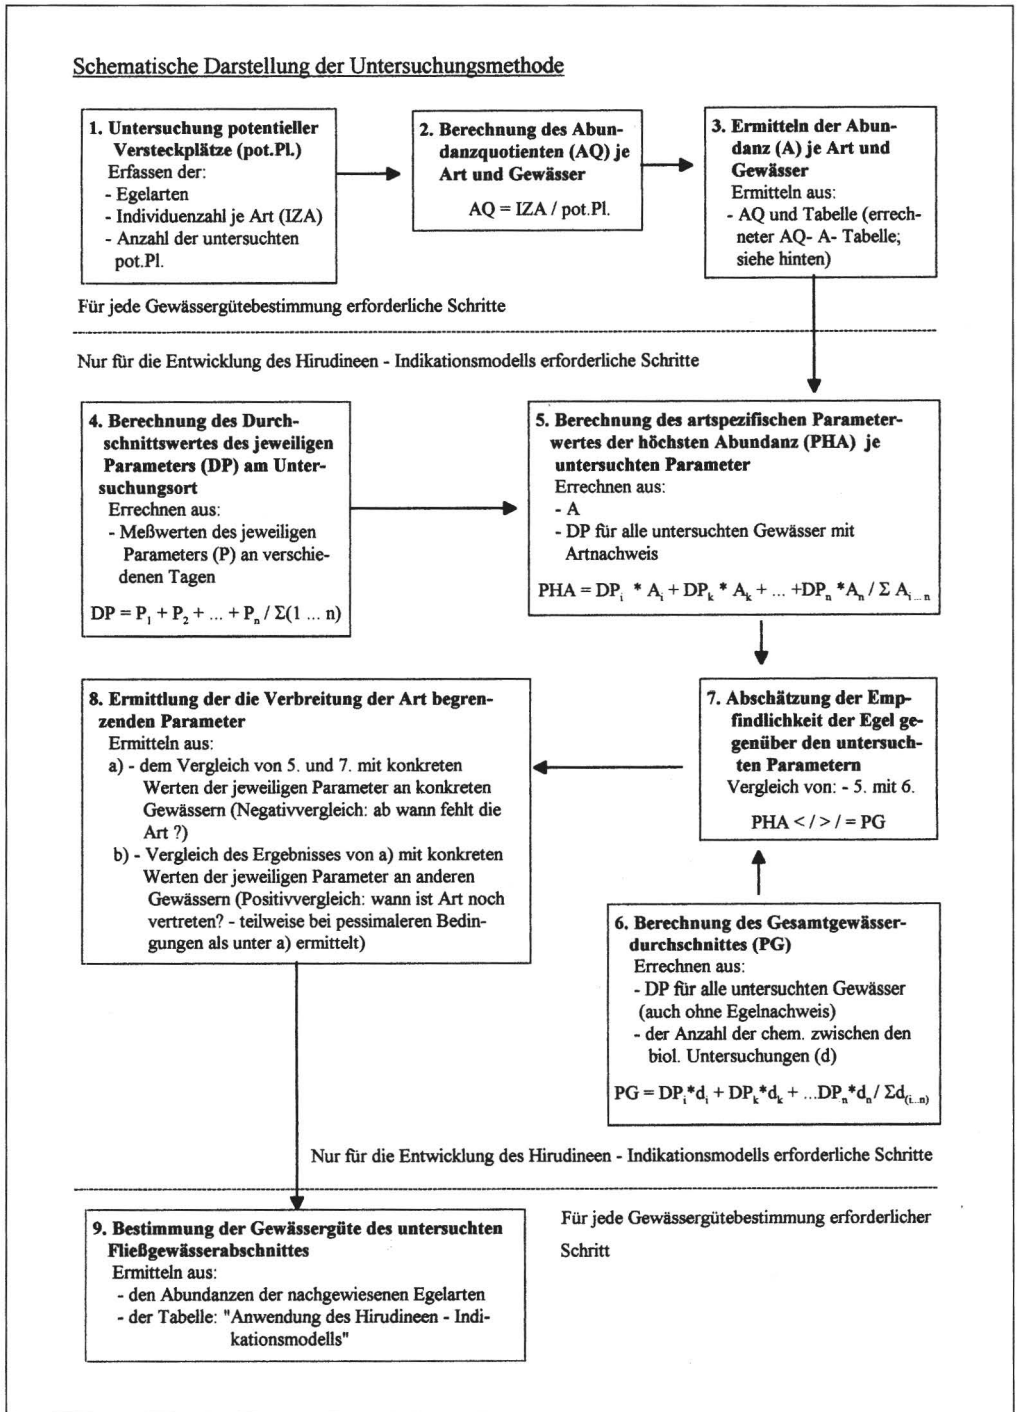 Schematische Darstellung der Untersuchungsmethode
1. Untersuchung potentieller
Versteckplätze (pot.Pl.)
Erfassen der:
- Egelarten
- Individuenzahl je Art (IZA)
- Anzahl der untersuchten
pot.Pl.
2. Berechnung des Abun-
danzquotienten (AQ) je
Art und Gewässer
AQ = IZA / pot.Pl.
3. Ermitteln der Abun-
danz (A) je Art und
Gewässer
Ermitteln aus:
- AQ und Tabelle (errech-
neter AQ- A- Tabelle;
siehe hinten)
Für jede Gewässergütebestimmung erforderliche Schritte
Nur für die Entwicklung des Hirudineen - Indikationsmodells erforderliche Schritte
4. Berechnung des Durch-
schnittswertes des jeweiligen
Parameters (DP) am Unter-
suchungsort
Errechnen aus:
- Meßwerten des jeweiligen
Parameters (P) an verschie-
denen Tagen
DP = P₁ + P₂ + ... + Pₙ / Σ(1 ... n)
5. Berechnung des artspezifischen Parameter-
wertes der höchsten Abundanz (PHA) je
untersuchten Parameter
Errechnen aus:
- A
- DP für alle untersuchten Gewässer mit
Artnachweis
PHA = DPᵢ * Aᵢ + DPₖ * Aₖ + ... +DPₙ *Aₙ / Σ Aᵢ...ₙ
8. Ermittlung der die Verbreitung der Art begren-
zenden Parameter
Ermitteln aus:
a) - dem Vergleich von 5. und 7. mit konkreten
Werten der jeweiligen Parameter an konkreten
Gewässern (Negativvergleich: ab wann fehlt die
Art ?)
b) - Vergleich des Ergebnisses von a) mit konkreten
Werten der jeweiligen Parameter an anderen
Gewässern (Positivvergleich: wann ist Art noch
vertreten? - teilweise bei pessimaleren Bedin-
gungen als unter a) ermittelt)
7. Abschätzung der Emp-
findlichkeit der Egel ge-
genüber den untersuch-
ten Parametern
Vergleich von: - 5. mit 6.
PHA < / > / = PG
6. Berechnung des Gesamtgewässer-
durchschnittes (PG)
Errechnen aus:
- DP für alle untersuchten Gewässer
(auch ohne Egelnachweis)
- der Anzahl der chem. zwischen den
biol. Untersuchungen (d)
PG = DPᵢ*dᵢ + DPₖ*dₖ + ...DPₙ*dₙ / Σd₍ᵢ...ₙ₎
Nur für die Entwicklung des Hirudineen - Indikationsmodells erforderliche Schritte
Für jede Gewässergütebestimmung erforderlicher
Schritt
9. Bestimmung der Gewässergüte des untersuchten
Fließgewässerabschnittes
Ermitteln aus:
- den Abundanzen der nachgewiesenen Egelarten
- der Tabelle: "Anwendung des Hirudineen - Indi-
kationsmodells"